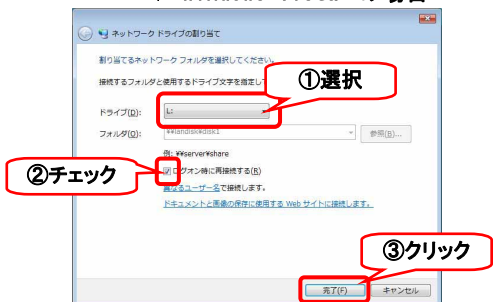 ネットワーク ドライブの割り当て
割り当てるネットワーク フォルダを選択してください。
接続するフォルダと使用するドライブ文字を指定して
①選択
ドライブ(D): L:
フォルダ(O): ¥¥landisk¥disk1 参照(B)...
例: ¥¥server¥share
②チェック
ログオン時に再接続する(R)
異なるユーザー名で接続します。
ドキュメントと画像の保存に使用する Web サイトに接続します。
③クリック
完了(F) キャンセル